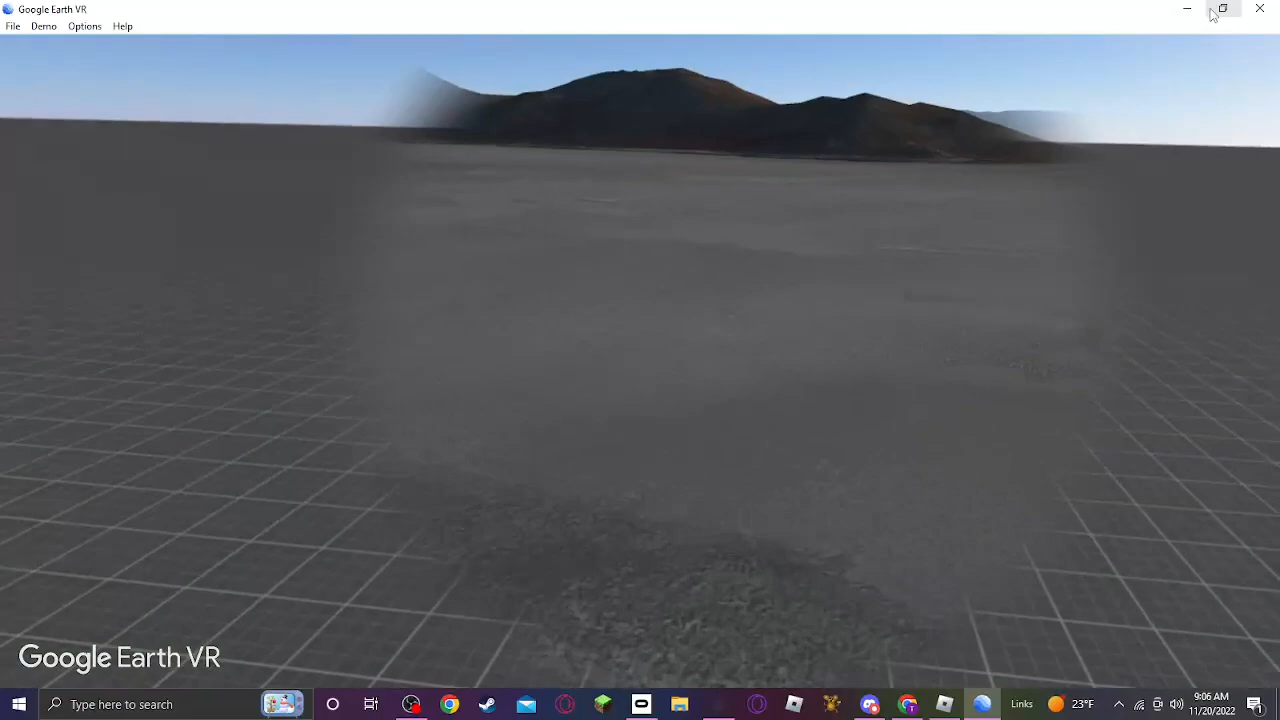 Google Earth VR
File Demo Options Help
Google Earth VR
Type here to search
Links
23°F
9:06 AM
11/20/2022
1